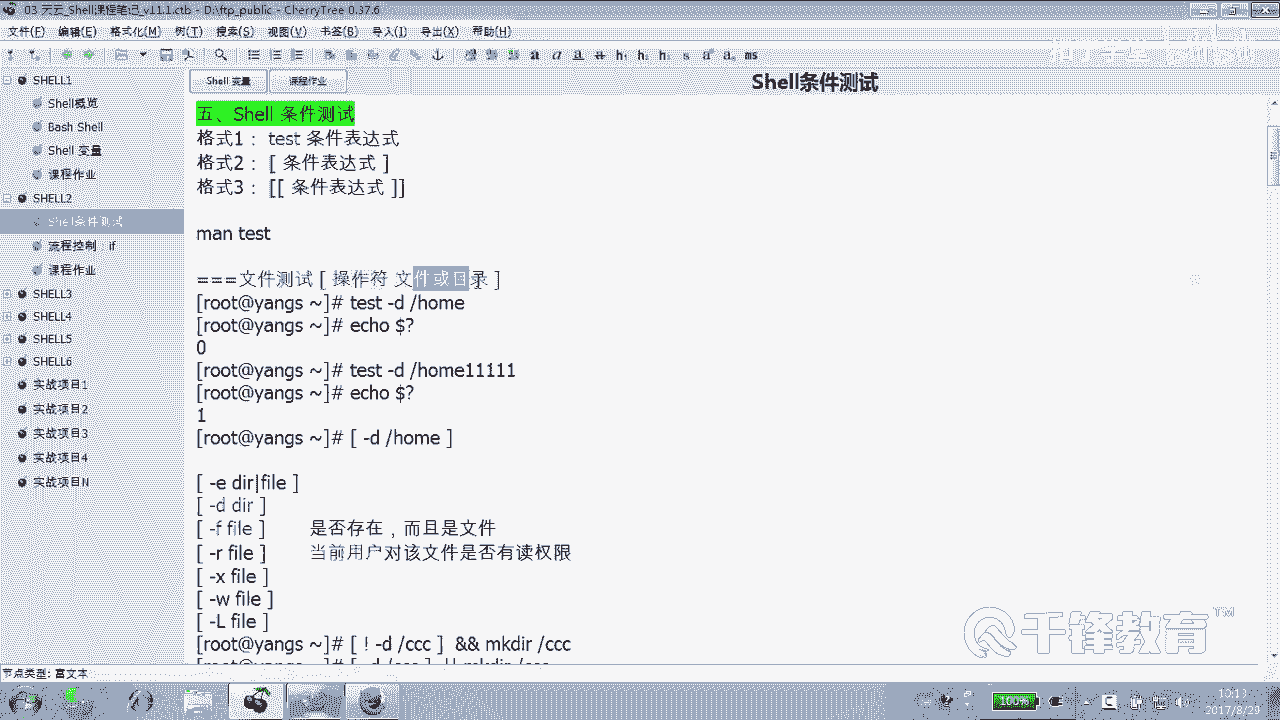 03 云云_Shell课程笔记_v11.1.ctb - D:\ftp_public - CherryTree 0.37.6
文件(F) 编辑(E) 格式化(M) 树(T) 搜索(S) 视图(V) 书签(B) 导入(I) 导出(X) 帮助(H)
SHELL1
Shell概览
Bash Shell
Shell 变量
课程作业
SHELL2
Shell条件测试
流程控制：if
课程作业
SHELL3
SHELL4
SHELL5
SHELL6
实战项目1
实战项目2
实战项目3
实战项目4
实战项目N
Shell 变量 课程作业
Shell条件测试
五、Shell 条件测试
格式1： test 条件表达式
格式2： [ 条件表达式 ]
格式3： [[ 条件表达式 ]]
man test
===文件测试 [ 操作符 文件或目录 ]
[root@yangs ~]# test -d /home
[root@yangs ~]# echo $?
0
[root@yangs ~]# test -d /home11111
[root@yangs ~]# echo $?
1
[root@yangs ~]# [ -d /home ]
[ -e dir|file ]
[ -d dir ]
[ -f file ] 是否存在，而且是文件
[ -r file ] 当前用户对该文件是否有读权限
[ -x file ]
[ -w file ]
[ -L file ]
[root@yangs ~]# [ ! -d /ccc ] && mkdir /ccc
[root@yangs ~]# [ -d /ccc ] || mkdir /ccc
千锋教育™
节点类型: 富文本
100%
10:13
2017/8/29